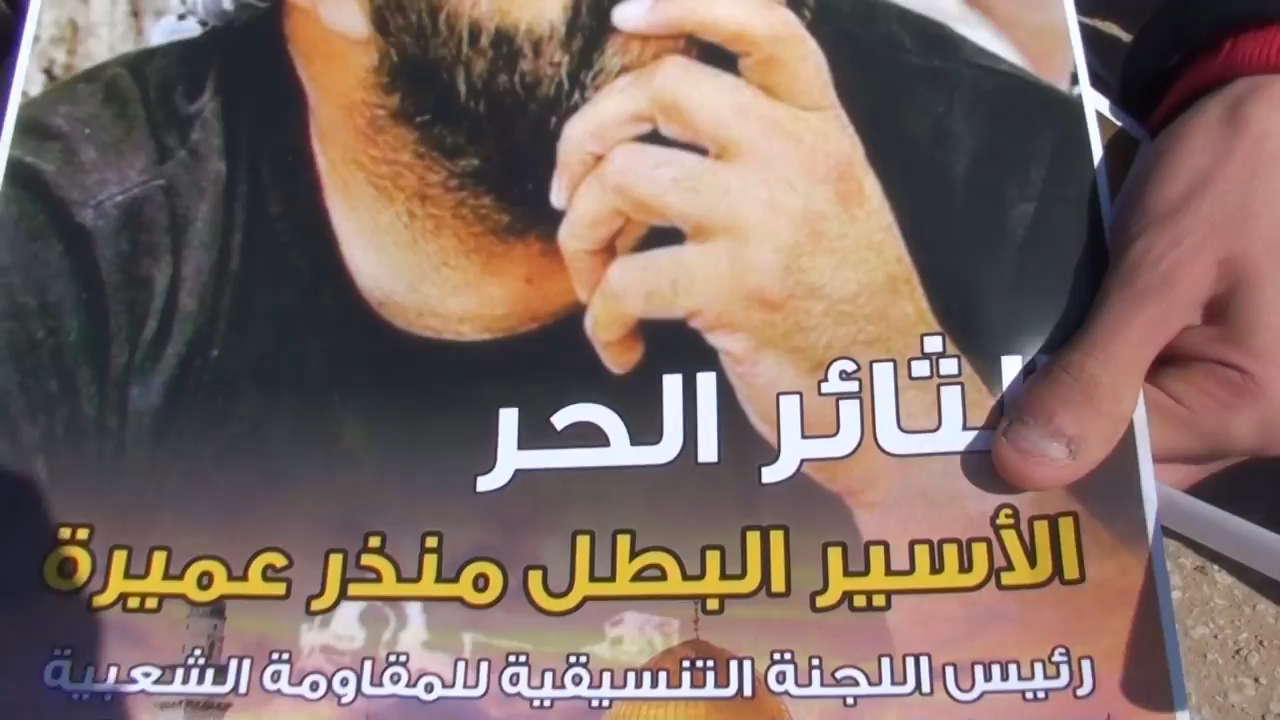 الثائر الحر
الأسير البطل منذر عميرة
رئيس اللجنة التنسيقية للمقاومة الشعبية